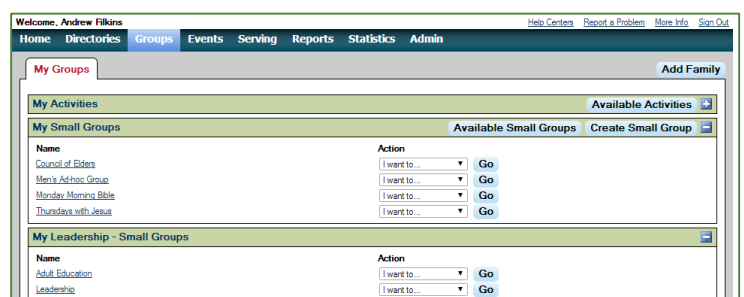 Welcome, Andrew Filkins Help Centers Report a Problem More Info Sign Out
Home Directories Groups Events Serving Reports Statistics Admin
My Groups Add Family
My Activities Available Activities
My Small Groups Available Small Groups Create Small Group
Name Action
Council of Elders I want to... Go
Men's Ad-hoc Group I want to... Go
Monday Morning Bible I want to... Go
Thursdays with Jesus I want to... Go
My Leadership - Small Groups
Name Action
Adult Education I want to... Go
Leadership I want to... Go